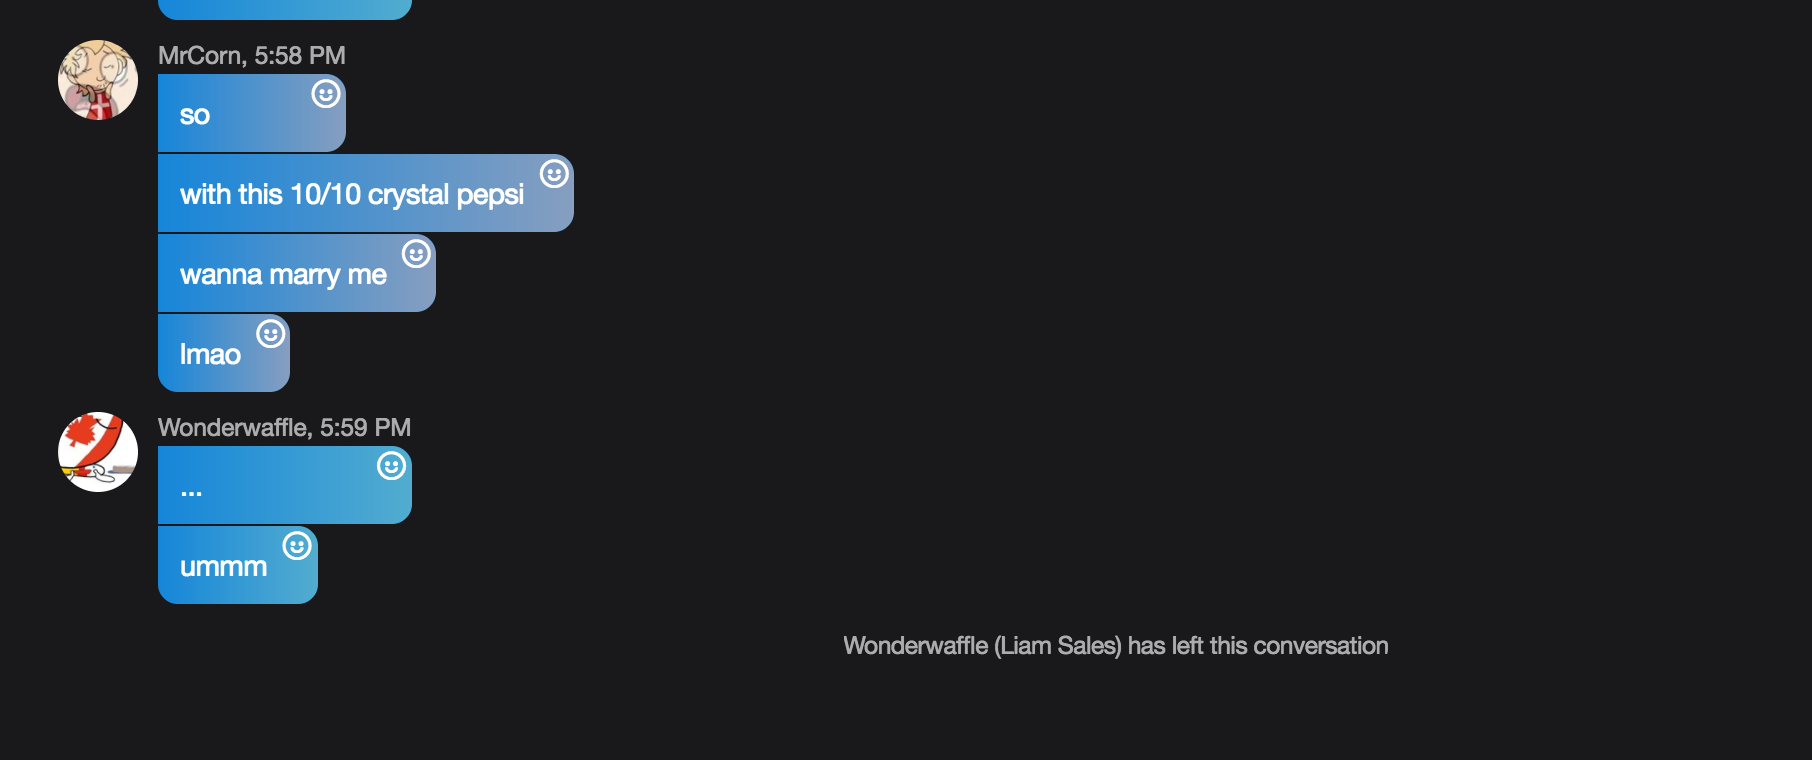 MrCorn, 5:58 PM
so
with this 10/10 crystal pepsi
wanna marry me
lmao
Wonderwaffle, 5:59 PM
...
ummm
Wonderwaffle (Liam Sales) has left this conversation